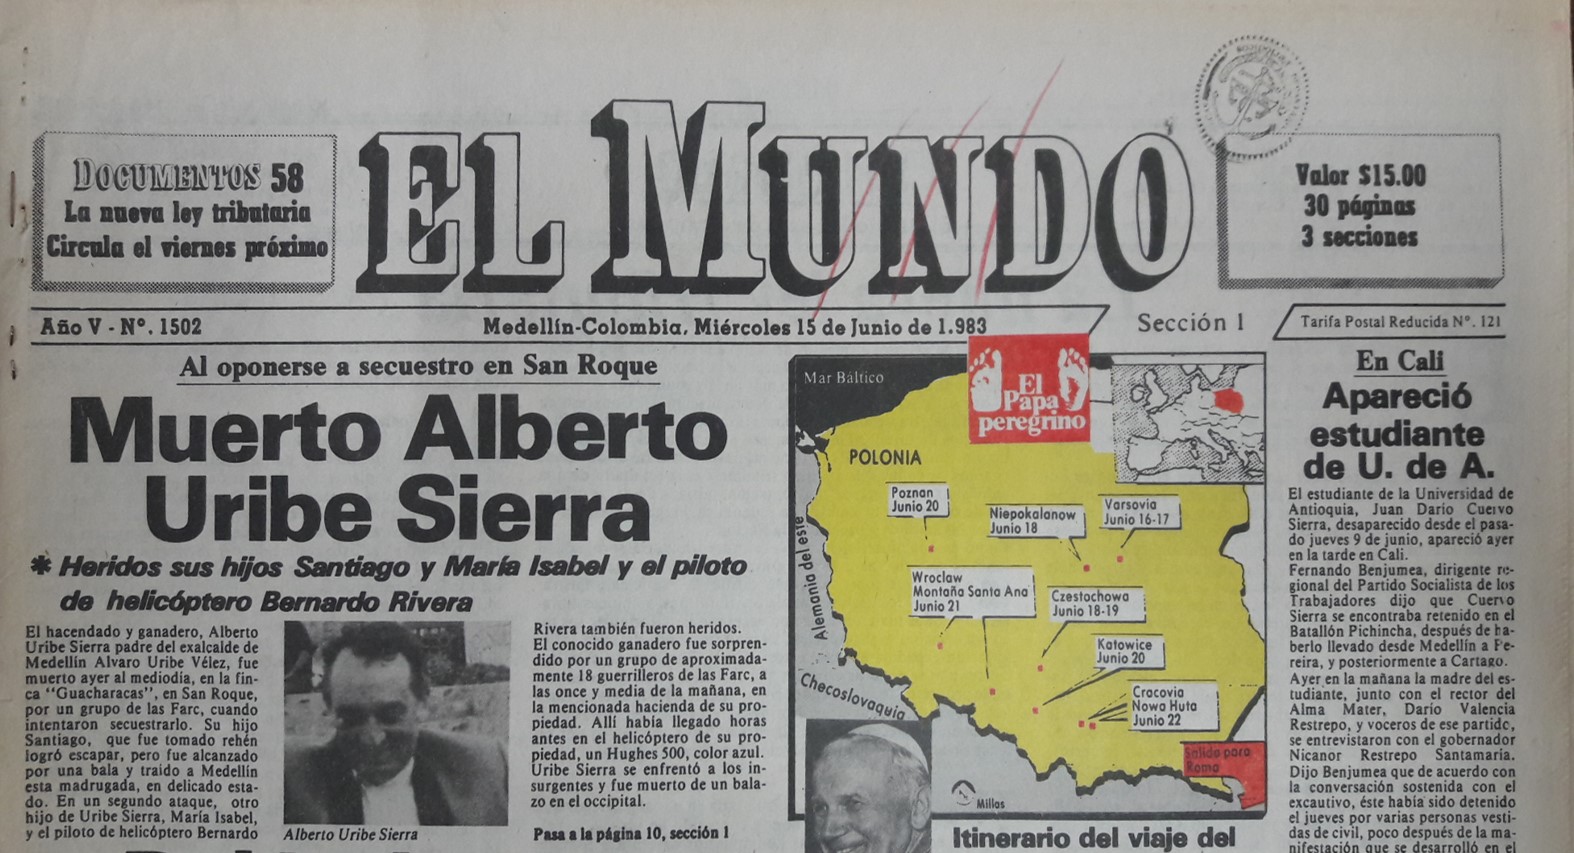 DOCUMENTOS 58
La nueva ley tributaria
Circula el viernes próximo
EL MUNDO
Valor $15.00
30 páginas
3 secciones
Año V - Nº. 1502
Medellín-Colombia, Miércoles 15 de Junio de 1.983
Sección 1
Tarifa Postal Reducida Nº. 121
Al oponerse a secuestro en San Roque
Muerto Alberto
Uribe Sierra
* Heridos sus hijos Santiago y María Isabel y el piloto
de helicóptero Bernardo Rivera
El hacendado y ganadero, Alberto
Uribe Sierra padre del exalcalde de
Medellín Alvaro Uribe Vélez, fue
muerto ayer al mediodía, en la fin-
ca "Guacharacas", en San Roque,
por un grupo de las Farc, cuando
intentaron secuestrarlo. Su hijo
Santiago, que fue tomado rehén
logró escapar, pero fue alcanzado
por una bala y traido a Medellín
esta madrugada, en delicado esta-
do. En un segundo ataque, otro
hijo de Uribe Sierra, María Isabel,
y el piloto de helicóptero Bernardo
Alberto Uribe Sierra
Rivera también fueron heridos.
El conocido ganadero fue sorpren-
dido por un grupo de aproximada-
mente 18 guerrilleros de las Farc, a
las once y media de la mañana, en
la mencionada hacienda de su pro-
piedad. Allí había llegado horas
antes en el helicóptero de su pro-
piedad, un Hughes 500, color azul.
Uribe Sierra se enfrentó a los in-
surgentes y fue muerto de un bala-
zo en el occipital.
Pasa a la página 10, sección 1
Mar Báltico
El
Papa
peregrino
POLONIA
Poznan
Junio 20
Niepokalanow
Junio 18
Varsovia
Junio 16-17
Alemania del este
Wroclaw
Montaña Santa Ana
Junio 21
Czestochowa
Junio 18-19
Katowice
Junio 20
Checoslovaquia
Cracovia
Nowa Huta
Junio 22
Salida para
Roma
Millas
Itinerario del viaje del
En Cali
Apareció
estudiante
de U. de A.
El estudiante de la Universidad de
Antioquia, Juan Darío Cuervo
Sierra, desaparecido desde el pasa-
do jueves 9 de junio, apareció ayer
en la tarde en Cali.
Fernando Benjumea, dirigente re-
gional del Partido Socialista de los
Trabajadores dijo que Cuervo
Sierra se encontraba retenido en el
Batallón Pichincha, después de ha-
berlo llevado desde Medellín a Pe-
reira, y posteriormente a Cartago.
Ayer en la mañana la madre del es-
tudiante, junto con el rector del
Alma Mater, Darío Valencia
Restrepo, y voceros de ese partido,
se entrevistaron con el gobernador
Nicanor Restrepo Santamaría.
Dijo Benjumea que de acuerdo con
la conversación sostenida con el
excautivo, éste había sido detenido
el jueves por varias personas vesti-
das de civil, poco después de la ma-
nifestación que se desarrolló en el